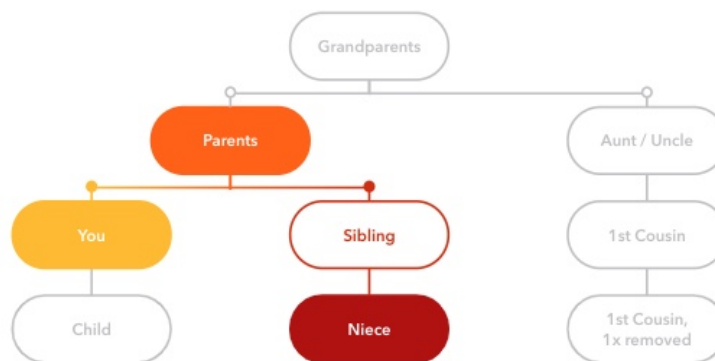 Grandparents
Parents
Aunt / Uncle
You
Sibling
1st Cousin
Child
Niece
1st Cousin,
1x removed